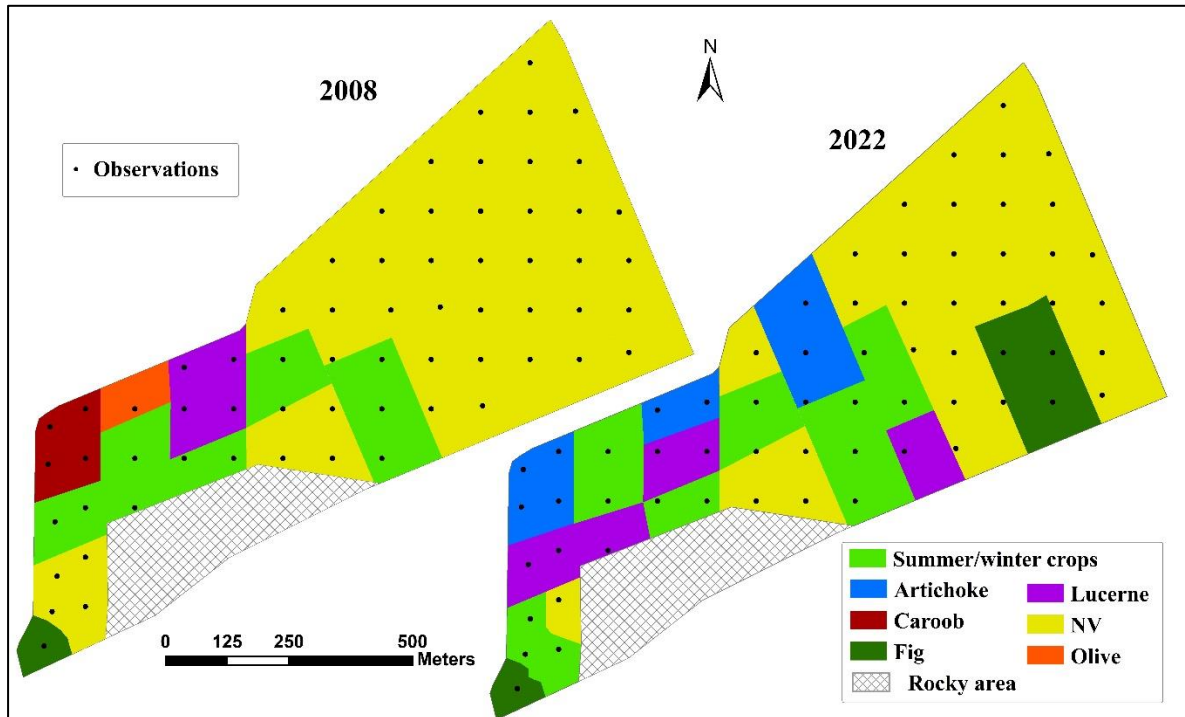 N
2008
2022
Observations
Summer/winter crops
Artichoke
Lucerne
Caroob
NV
Fig
Olive
Rocky area
0 125 250 500
Meters